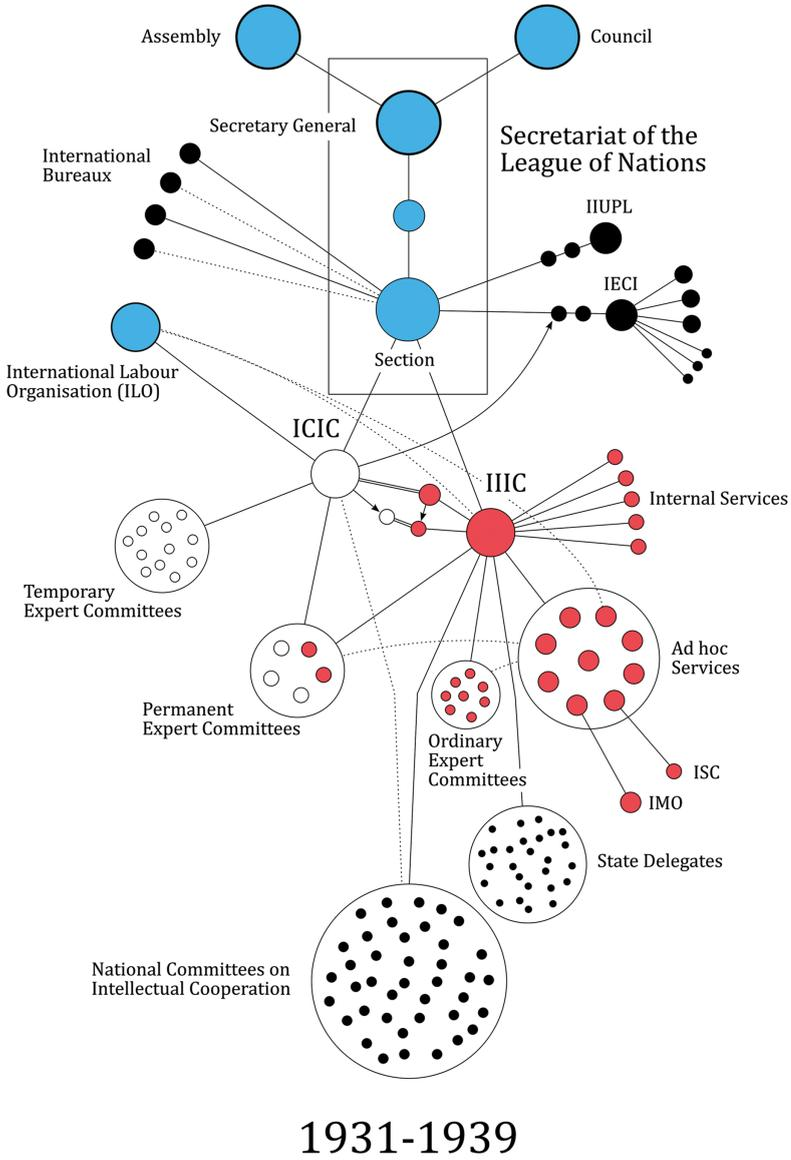 Assembly
Council
Secretary General
Secretariat of the
League of Nations
International
Bureaux
IIUPL
IECI
Section
International Labour
Organisation (ILO)
ICIC
IIIC
Internal Services
Temporary
Expert Committees
Ad hoc
Services
Permanent
Expert Committees
Ordinary
Expert
Committees
ISC
IMO
State Delegates
National Committees on
Intellectual Cooperation
1931-1939